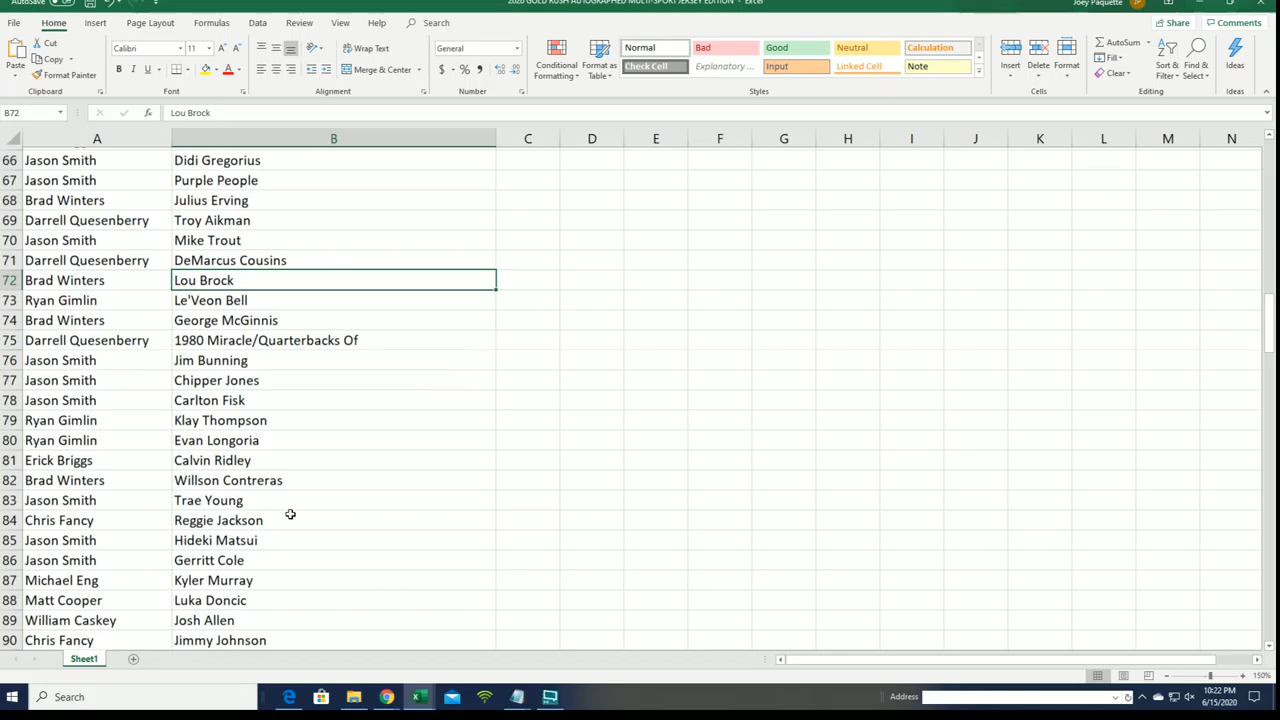 AutoSave
2020 GOLD RUSH AUTOGRAPHED MULTI-SPORT JERSEY EDITION - Excel
Joey Paquette
File Home Insert Page Layout Formulas Data Review View Help Search Share Comments
Paste Cut Copy Format Painter Clipboard
Calibri 11 Font
Wrap Text Merge & Center Alignment
General Number
Conditional Formatting Format as Table
Normal Bad Good Neutral Calculation
Check Cell Explanatory ... Input Linked Cell Note
Styles
Insert Delete Format Cells
AutoSum Fill Clear Sort & Filter Find & Select Editing
Ideas Ideas
B72 fx Lou Brock
A B C D E F G H I J K L M N
66 Jason Smith Didi Gregorius
67 Jason Smith Purple People
68 Brad Winters Julius Erving
69 Darrell Quesenberry Troy Aikman
70 Jason Smith Mike Trout
71 Darrell Quesenberry DeMarcus Cousins
72 Brad Winters Lou Brock
73 Ryan Gimlin Le'Veon Bell
74 Brad Winters George McGinnis
75 Darrell Quesenberry 1980 Miracle/Quarterbacks Of
76 Jason Smith Jim Bunning
77 Jason Smith Chipper Jones
78 Jason Smith Carlton Fisk
79 Ryan Gimlin Klay Thompson
80 Ryan Gimlin Evan Longoria
81 Erick Briggs Calvin Ridley
82 Brad Winters Willson Contreras
83 Jason Smith Trae Young
84 Chris Fancy Reggie Jackson
85 Jason Smith Hideki Matsui
86 Jason Smith Gerritt Cole
87 Michael Eng Kyler Murray
88 Matt Cooper Luka Doncic
89 William Caskey Josh Allen
90 Chris Fancy Jimmy Johnson
Sheet1
150%
Search Address 10:22 PM
6/15/2020